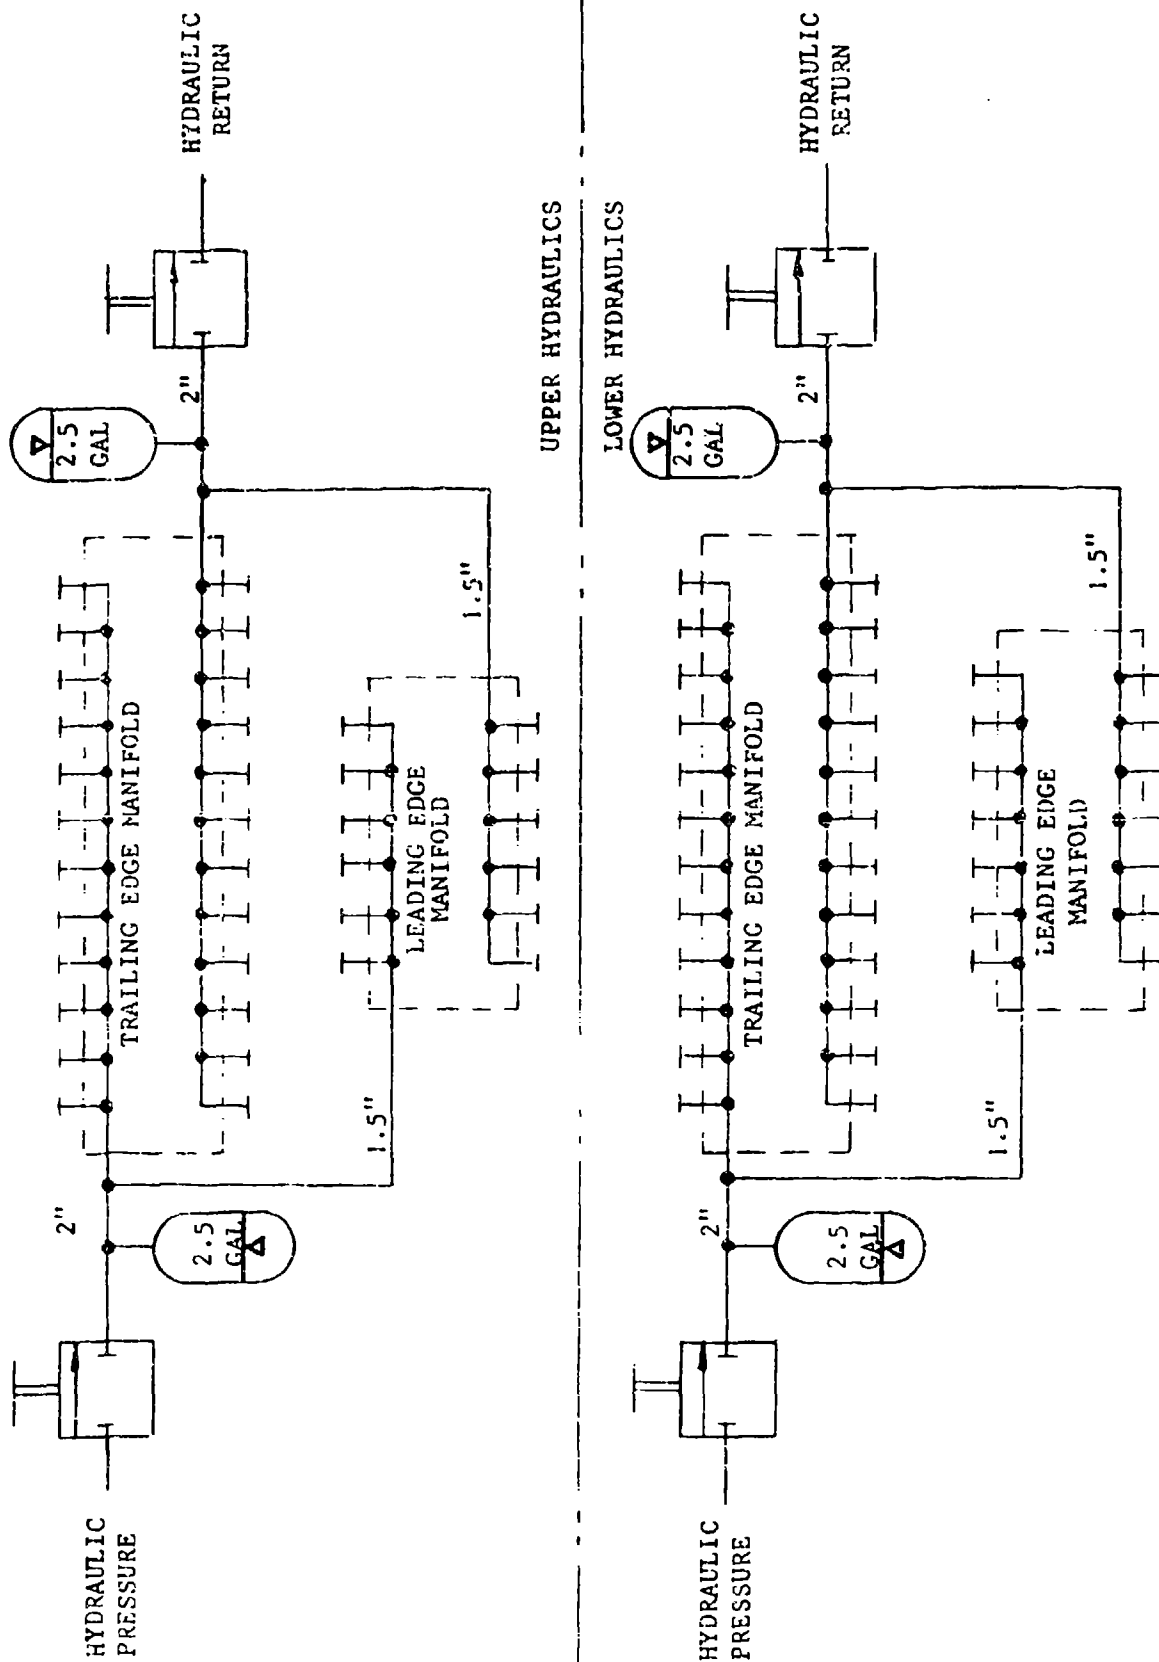 HYDRAULIC
PRESSURE
2"
2.5
GAL
1.5"
TRAILING EDGE MANIFOLD
LEADING EDGE
MANIFOLD
1.5"
2.5
GAL
2"
HYDRAULIC
RETURN
UPPER HYDRAULICS
LOWER HYDRAULICS
HYDRAULIC
PRESSURE
2"
2.5
GAL
1.5"
TRAILING EDGE MANIFOLD
LEADING EDGE
MANIFOLD
1.5"
2.5
GAL
2"
HYDRAULIC
RETURN